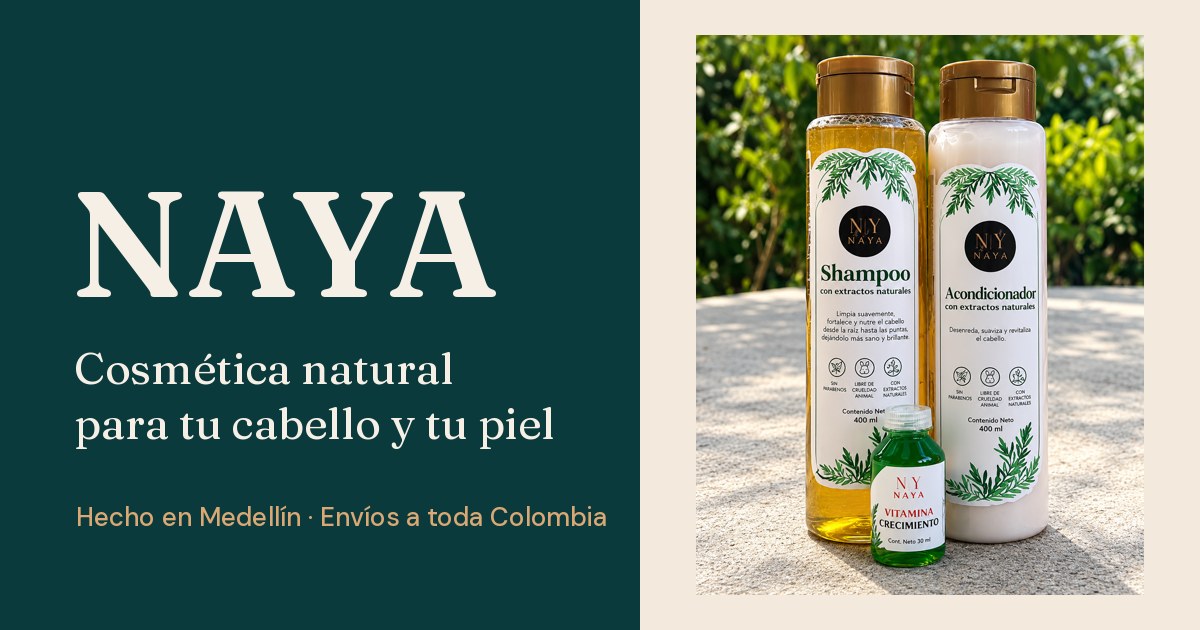 NAYA
Cosmética natural
para tu cabello y tu piel
Hecho en Medellín · Envíos a toda Colombia
NY
NAYA
Shampoo
con extractos naturales
Limpia suavemente,
fortalece y nutre el cabello
desde la raíz hasta las puntas,
dejándolo más sano y brillante.
SIN
PARABENOS
LIBRE DE
CRUELDAD
ANIMAL
CON
EXTRACTOS
NATURALES
Contenido Net
400 ml
NY
NAYA
Acondicionador
con extractos naturales
Desenreda, suaviza y revitaliza
el cabello.
SIN
PARABENOS
LIBRE DE
CRUELDAD
ANIMAL
CON
EXTRACTOS
NATURALES
Contenido Neto
400 ml
NY
NAYA
VITAMINA
CRECIMIENTO
Cont. Neto 30 ml